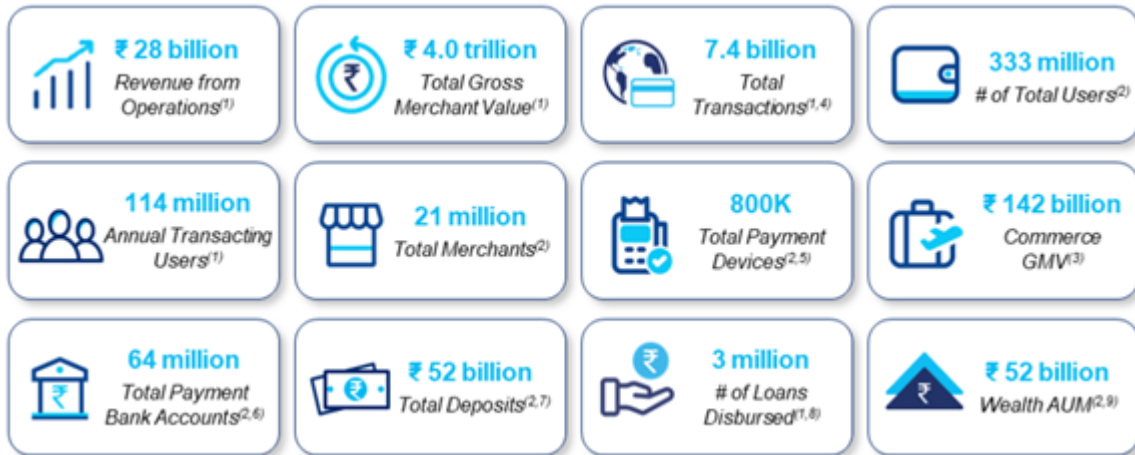 ₹ 28 billion
Revenue from
Operations(1)
₹ 4.0 trillion
Total Gross
Merchant Value(1)
7.4 billion
Total
Transactions(1,4)
333 million
# of Total Users(2)
114 million
Annual Transacting
Users(1)
21 million
Total Merchants(2)
800K
Total Payment
Devices(2,5)
₹ 142 billion
Commerce
GMV(3)
64 million
Total Payment
Bank Accounts(2,6)
₹ 52 billion
Total Deposits(2,7)
3 million
# of Loans
Disbursed(1,8)
₹ 52 billion
Wealth AUM(2,9)